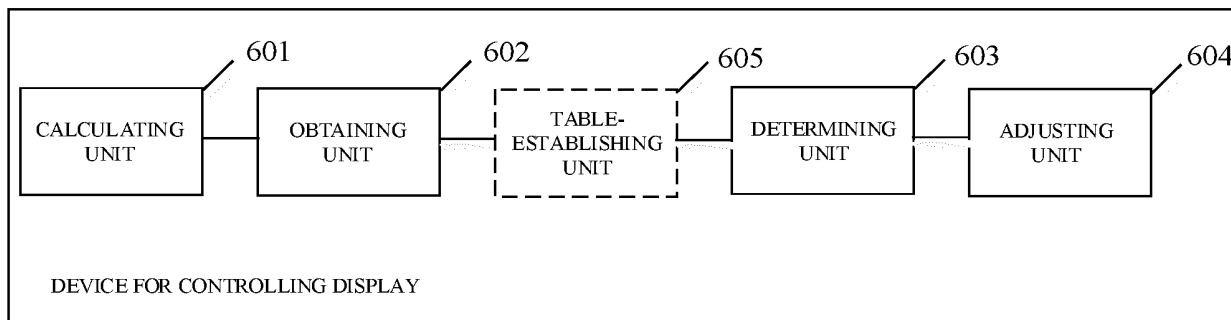 601
602
605
603
604
CALCULATING
UNIT
OBTAINING
UNIT
TABLE-
ESTABLISHING
UNIT
DETERMINING
UNIT
ADJUSTING
UNIT
DEVICE FOR CONTROLLING DISPLAY